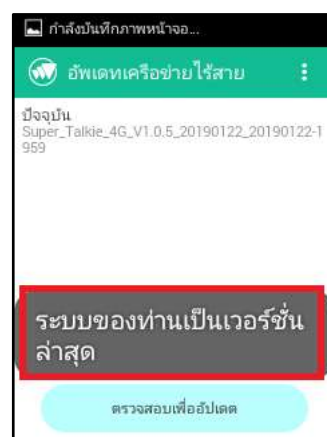 กำลังบันทึกภาพหน้าจอ...
อัพเดทเครือข่ายไร้สาย
ปัจจุบัน
Super_Talkie_4G_V1.0.5_20190122_20190122-1
959
ระบบของท่านเป็นเวอร์ชั่น
ล่าสุด
ตรวจสอบเพื่ออัปเดต